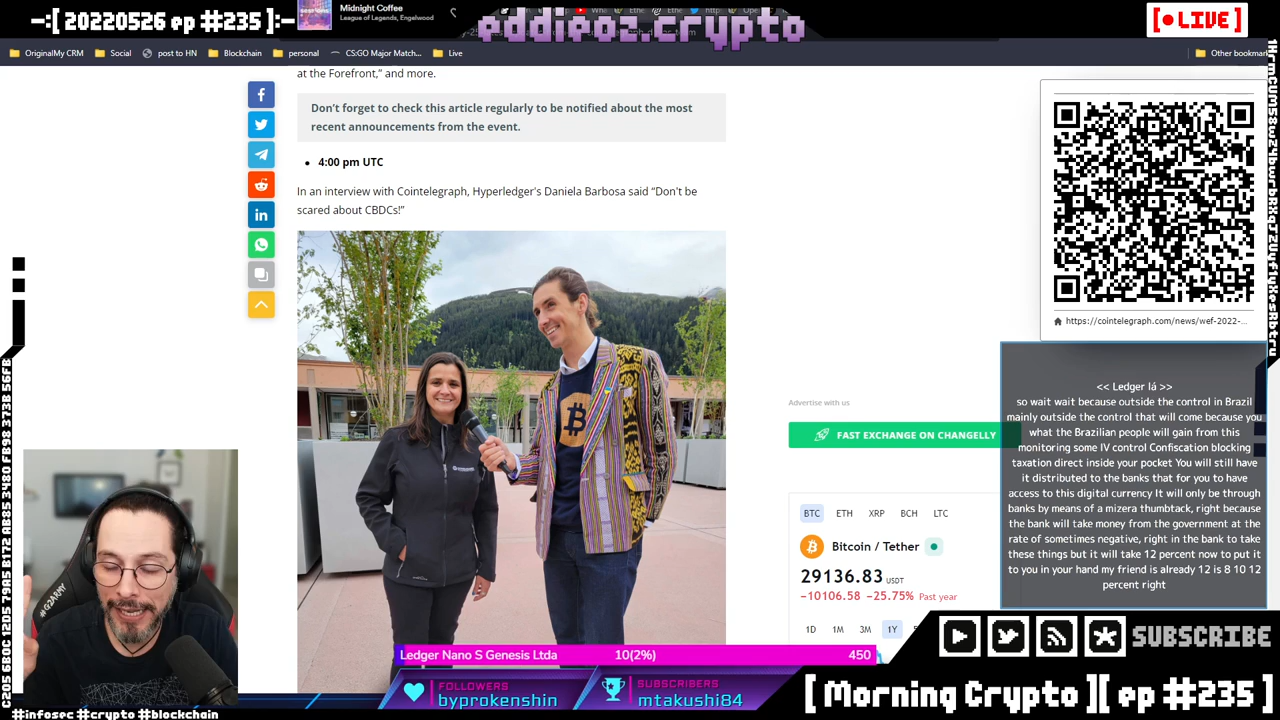 —:[ 20220526 ep #235 ]:—
Midnight Coffee
League of Legends, Engelwood
eddieoz.crypto
[ ● LIVE ]
OriginalMy CRM
Social
post to HN
Blockchain
personal
CS:GO Major Match...
Live
Other bookmar
at the Forefront,” and more.
Don’t forget to check this article regularly to be notified about the most
recent announcements from the event.
• 4:00 pm UTC
In an interview with Cointelegraph, Hyperledger's Daniela Barbosa said “Don't be
scared about CBDCs!”
https://cointelegraph.com/news/wef-2022-...
<< Ledger lá >>
so wait wait because outside the control in Brazil
mainly outside the control that will come because you
what the Brazilian people will gain from this
monitoring some IV control Confiscation blocking
taxation direct inside your pocket You will still have
it distributed to the banks that for you to have
access to this digital currency It will only be through
banks by means of a mizera thumbtack, right because
the bank will take money from the government at the
rate of sometimes negative, right in the bank to take
these things but it will take 12 percent now to put it
to you in your hand my friend is already 12 is 8 10 12
percent right
Advertise with us
FAST EXCHANGE ON CHANGELLY
BTC ETH XRP BCH LTC
Bitcoin / Tether
29136.83 USDT
−10106.58 −25.75% Past year
1D 1M 3M 1Y
#G2ARMY
Ledger Nano S Genesis Ltda 10(2%) 450
FOLLOWERS
byprokenshin
SUBSCRIBERS
mtakushi84
SUBSCRIBE
[ Morning Crypto ][ ep #235 ]
#infosec #crypto #blockchain